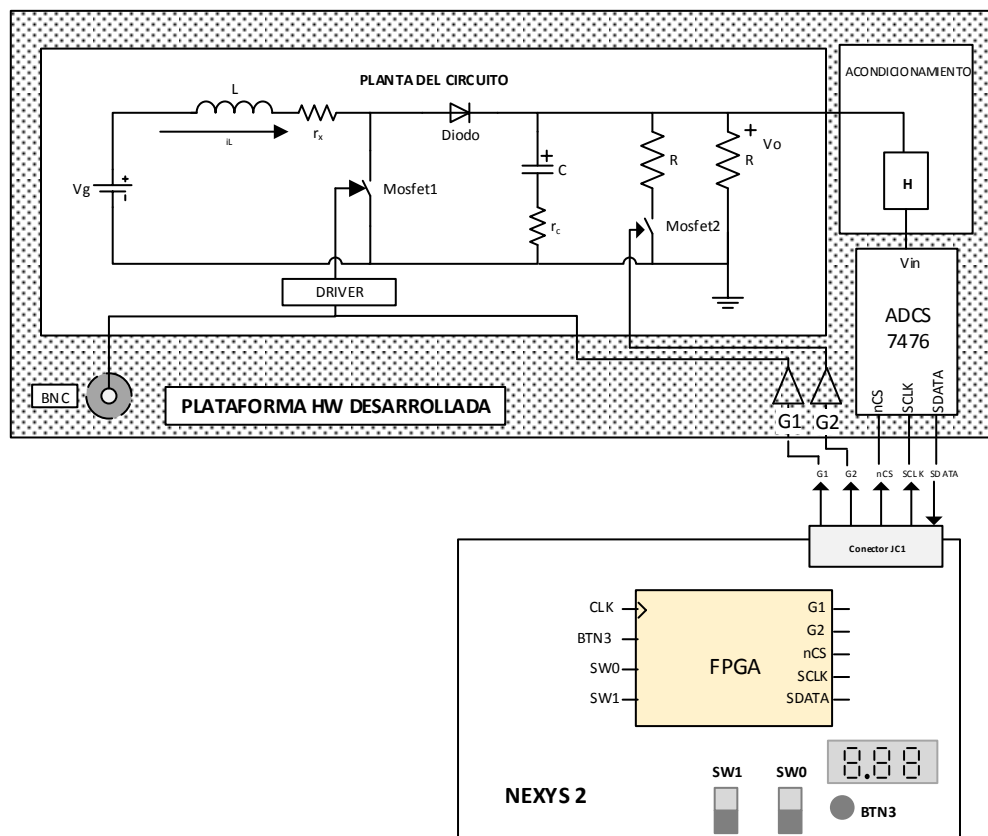 PLANTA DEL CIRCUITO
ACONDICIONAMIENTO
L
iL
rx
Diodo
Vg
+
Mosfet1
+
C
rc
R
+
R
Vo
Mosfet2
H
DRIVER
Vin
ADCS
7476
nCS
SCLK
SDATA
BNC
PLATAFORMA HW DESARROLLADA
G1
G2
G1
G2
nCS
SCLK
SDATA
Conector JC1
CLK
BTN3
SW0
SW1
FPGA
G1
G2
nCS
SCLK
SDATA
8.88
SW1
SW0
NEXYS 2
BTN3